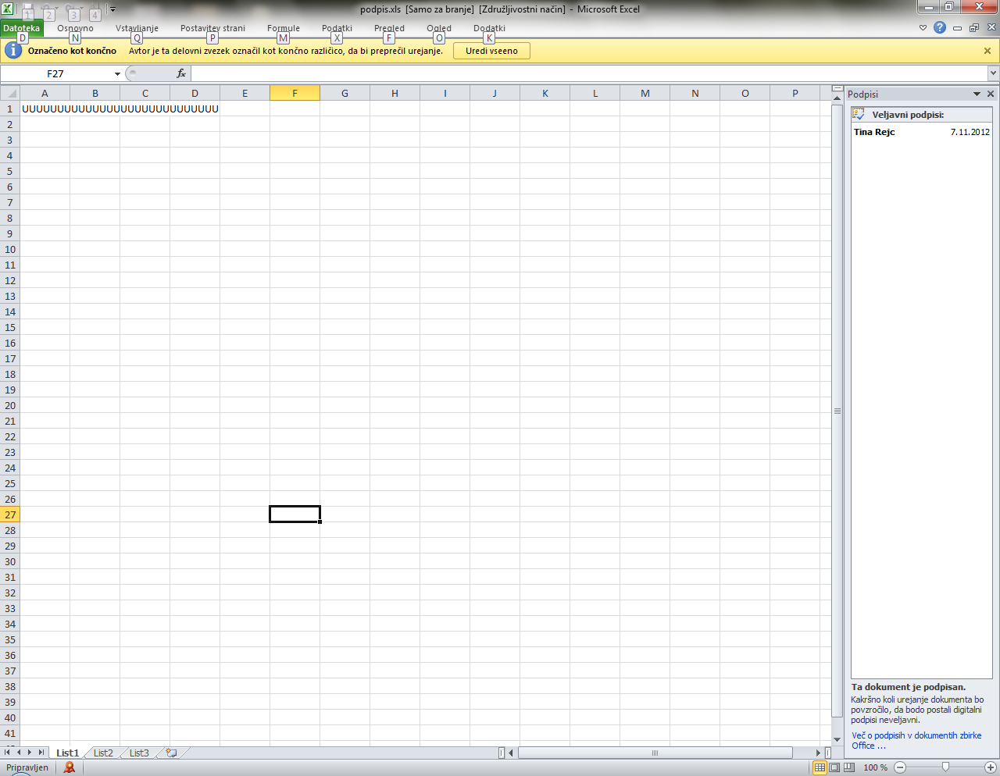 podpis.xls [Samo za branje] [Združljivostni način] - Microsoft Excel
1 2 3 4
Datoteka Osnovno Vstavljanje Postavitev strani Formule Podatki Pregled Ogled Dodatki
D N Q P M X F O K
Označeno kot končno Avtor je ta delovni zvezek označil kot končno različico, da bi preprečil urejanje. Uredi vseeno
F27 fx
A B C D E F G H I J K L M N O P
1 UUUUUUUUUUUUUUUUUUUUUUUUUUUU
2
3
4
5
6
7
8
9
10
11
12
13
14
15
16
17
18
19
20
21
22
23
24
25
26
27
28
29
30
31
32
33
34
35
36
37
38
39
40
41
Podpisi
Veljavni podpisi:
Tina Rejc 7.11.2012
Ta dokument je podpisan.
Kakršno koli urejanje dokumenta bo
povzročilo, da bodo postali digitalni
podpisi neveljavni.
Več o podpisih v dokumentih zbirke
Office ...
List1 List2 List3
Pripravljen 100 %